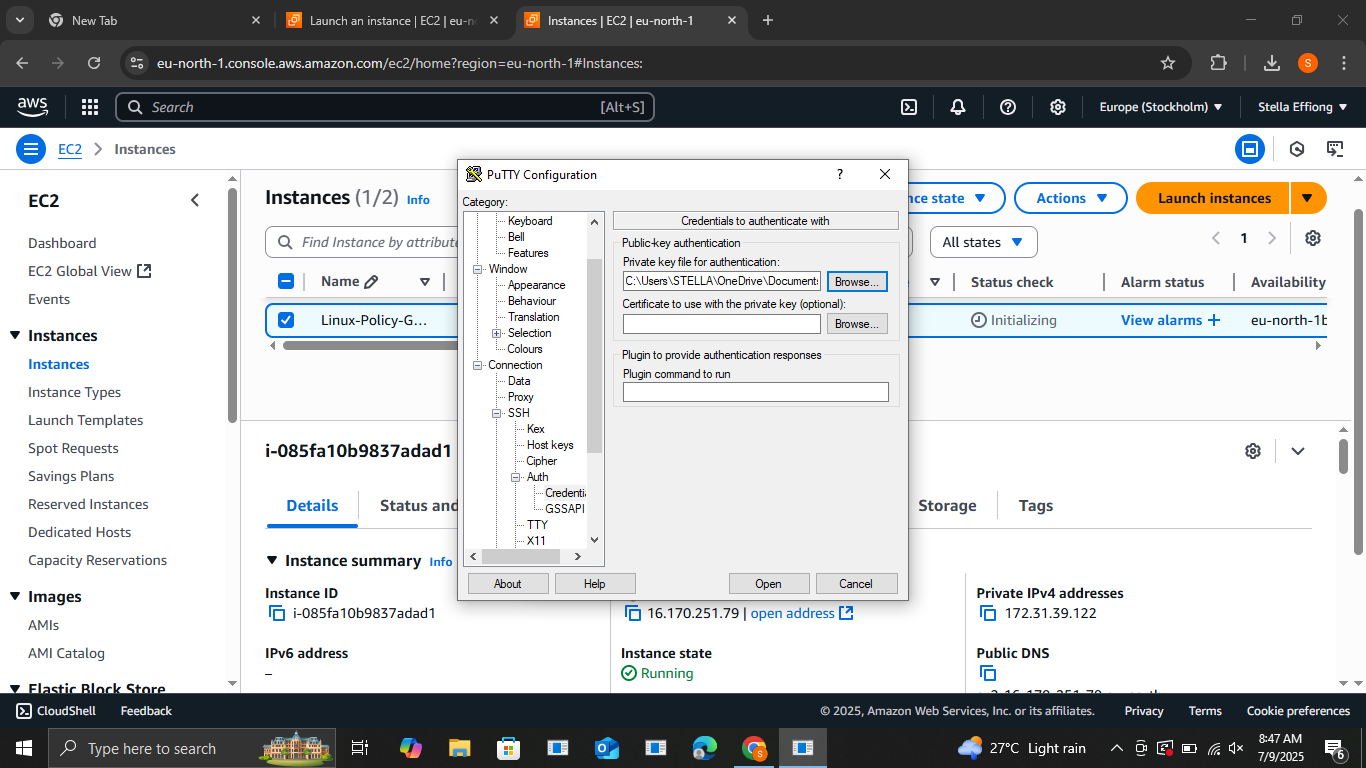 New Tab
Launch an instance | EC2 | eu-n
Instances | EC2 | eu-north-1
eu-north-1.console.aws.amazon.com/ec2/home?region=eu-north-1#Instances:
S
aws
Search
[Alt+S]
Europe (Stockholm)
Stella Effiong
EC2
Instances
EC2
Dashboard
EC2 Global View
Events
Instances
Instances
Instance Types
Launch Templates
Spot Requests
Savings Plans
Reserved Instances
Dedicated Hosts
Capacity Reservations
Images
AMIs
AMI Catalog
Elastic Block Store
Instances (1/2) Info
nce state
Actions
Launch instances
Find Instance by attribute
All states
1
Name
Status check
Alarm status
Availability
Linux-Policy-G...
Initializing
View alarms +
eu-north-1b
i-085fa10b9837adad1
Details
Status and
Storage
Tags
Instance summary Info
Instance ID
i-085fa10b9837adad1
16.170.251.79 | open address
Private IPv4 addresses
172.31.39.122
IPv6 address
–
Instance state
Running
Public DNS
PuTTY Configuration
?
Category:
Keyboard
Bell
Features
Window
Appearance
Behaviour
Translation
Selection
Colours
Connection
Data
Proxy
SSH
Kex
Host keys
Cipher
Auth
Credentia
GSSAPI
TTY
X11
Credentials to authenticate with
Public-key authentication
Private key file for authentication:
C:\Users\STELLA\OneDrive\Documents
Browse...
Certificate to use with the private key (optional):
Browse...
Plugin to provide authentication responses
Plugin command to run
About
Help
Open
Cancel
CloudShell
Feedback
© 2025, Amazon Web Services, Inc. or its affiliates.
Privacy
Terms
Cookie preferences
Type here to search
27°C Light rain
8:47 AM
7/9/2025
6